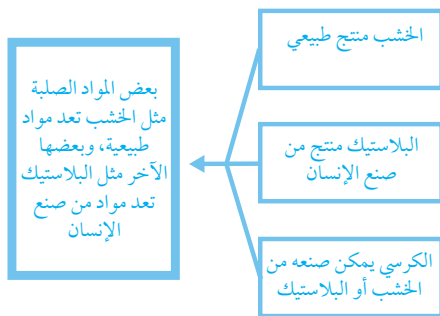 الخشب منتج طبيعي
البلاستيك منتج من
صنع الإنسان
الكرسي يمكن صنعه من
الخشب أو البلاستيك
بعض المواد الصلبة
مثل الخشب تعد مواد
طبيعية، وبعضها
الآخر مثل البلاستيك
تعد مواد من صنع
الإنسان